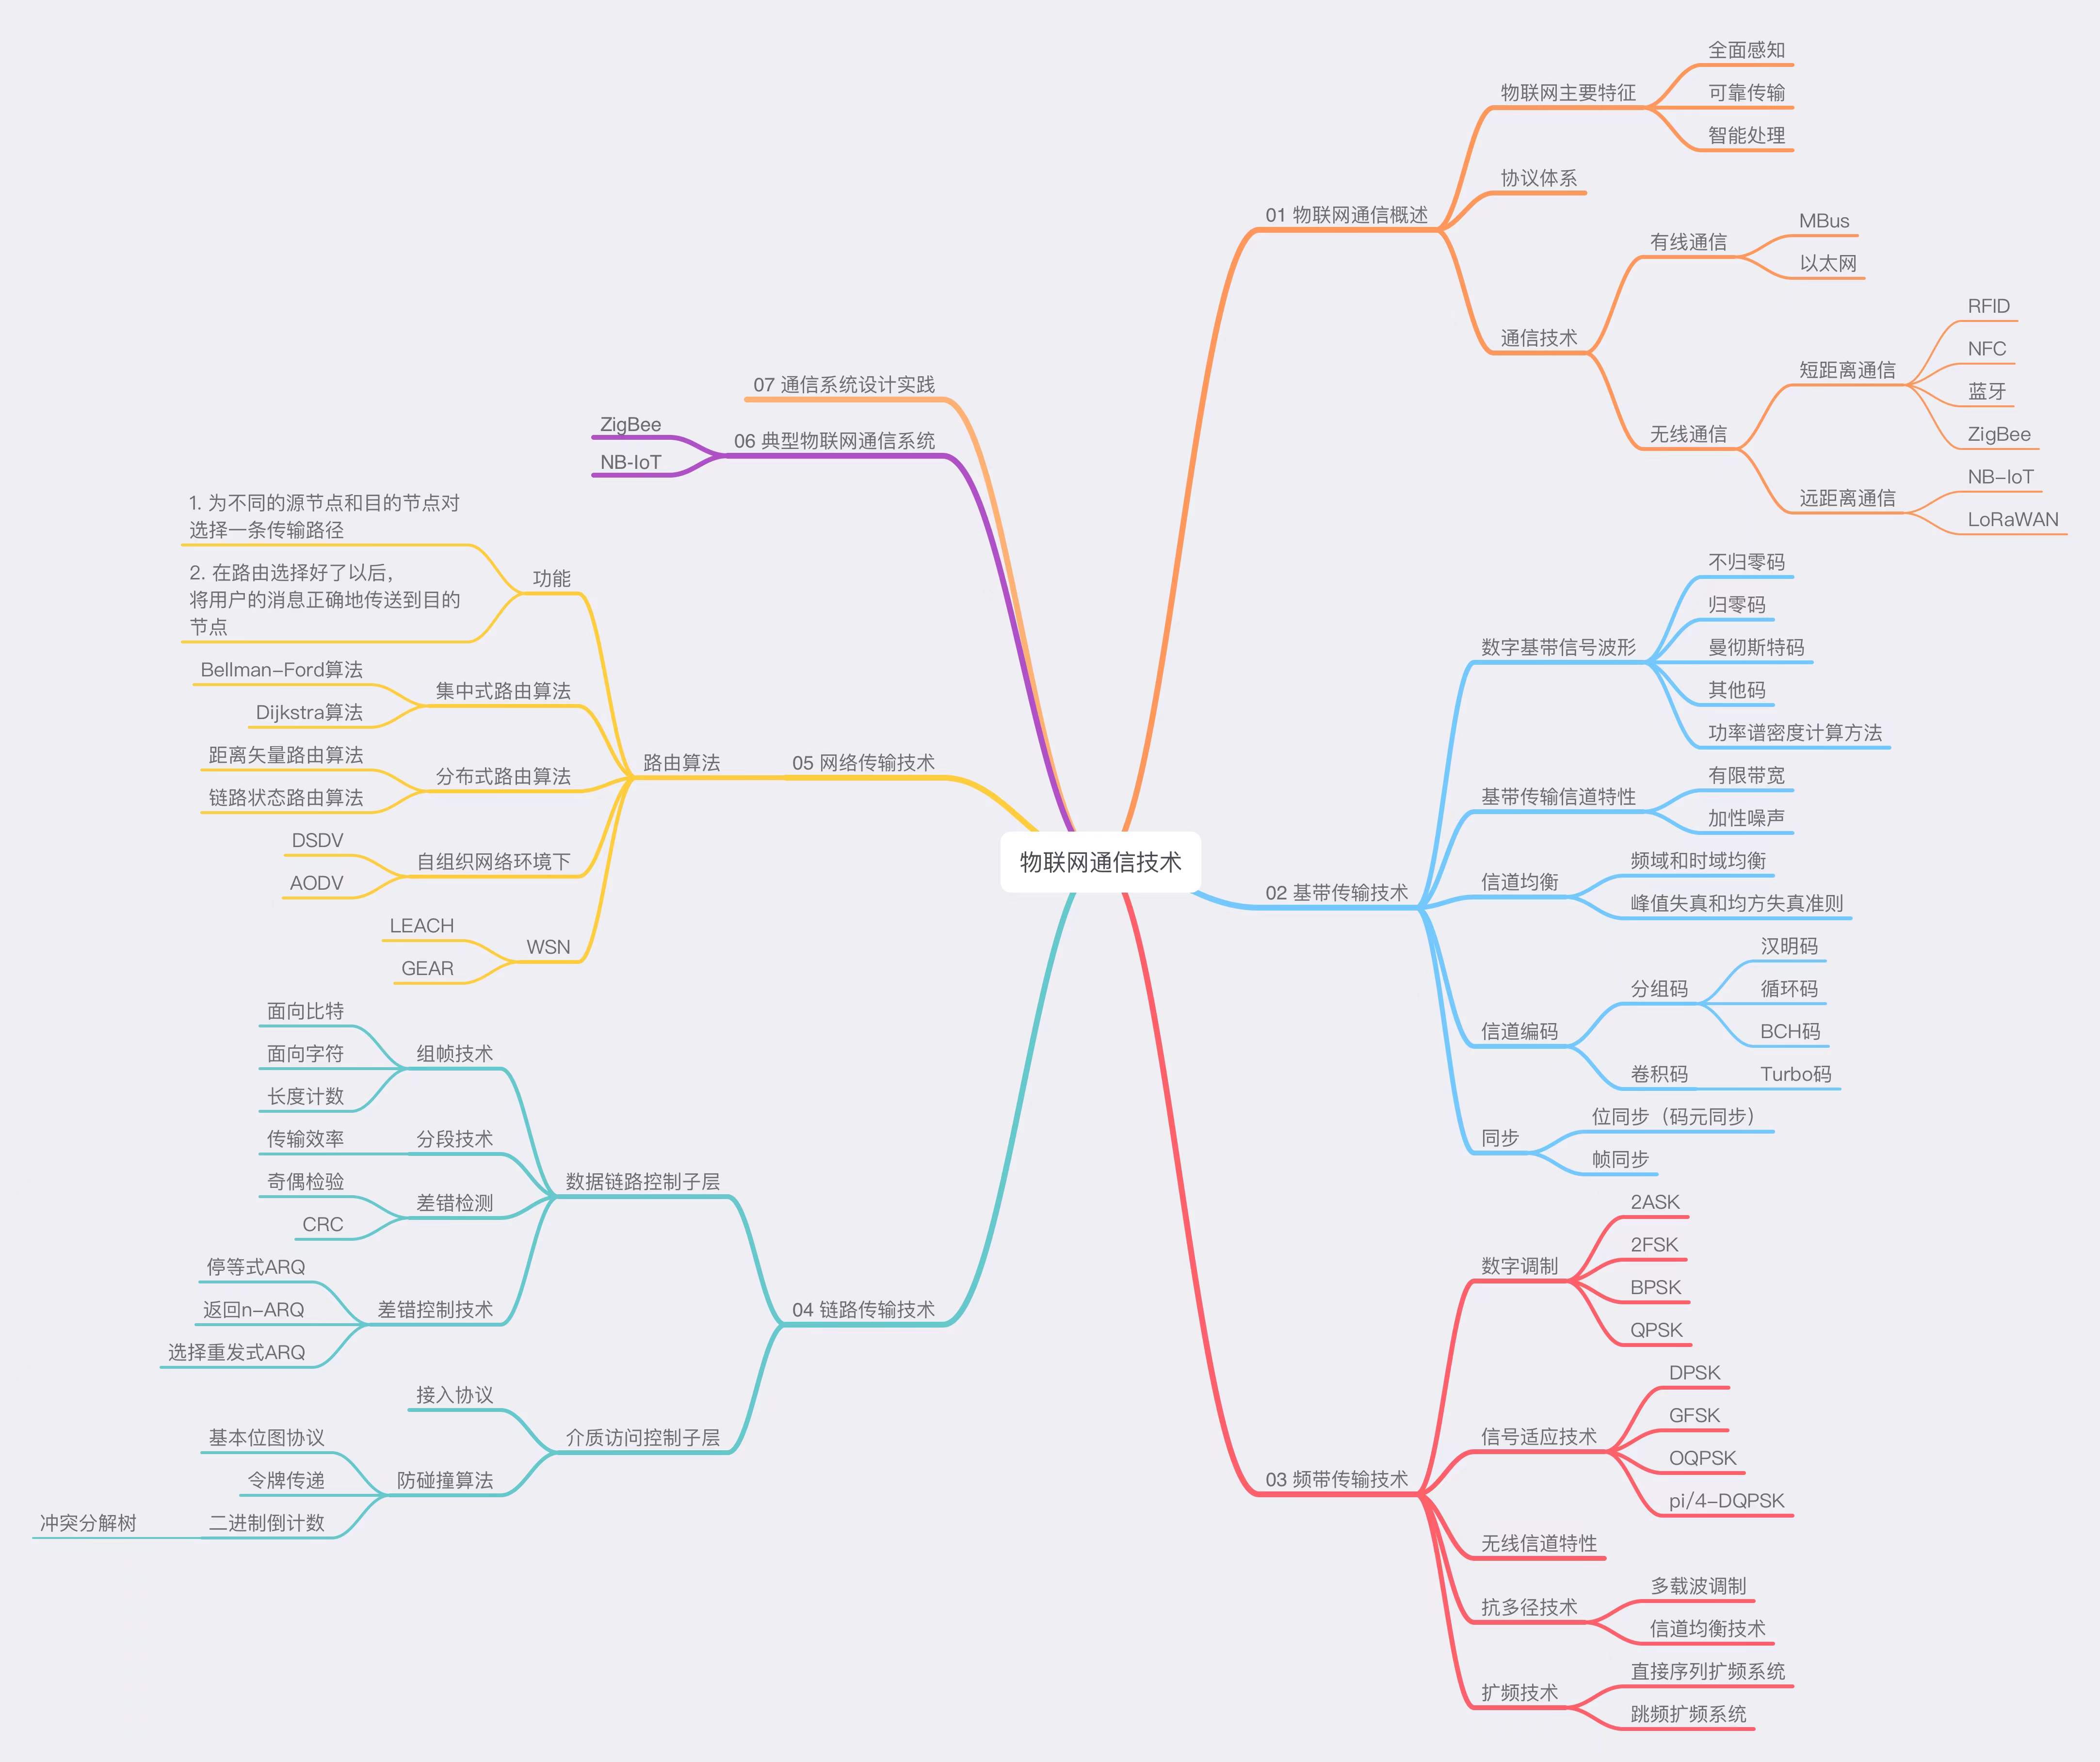 物联网通信技术
01 物联网通信概述
物联网主要特征
全面感知
可靠传输
智能处理
协议体系
通信技术
有线通信
MBus
以太网
无线通信
短距离通信
RFID
NFC
蓝牙
ZigBee
远距离通信
NB-IoT
LoRaWAN
02 基带传输技术
数字基带信号波形
不归零码
归零码
曼彻斯特码
其他码
功率谱密度计算方法
基带传输信道特性
有限带宽
加性噪声
信道均衡
频域和时域均衡
峰值失真和均方失真准则
信道编码
分组码
汉明码
循环码
BCH码
卷积码
Turbo码
同步
位同步（码元同步）
帧同步
03 频带传输技术
数字调制
2ASK
2FSK
BPSK
QPSK
信号适应技术
DPSK
GFSK
OQPSK
pi/4-DQPSK
无线信道特性
抗多径技术
多载波调制
信道均衡技术
扩频技术
直接序列扩频系统
跳频扩频系统
04 链路传输技术
数据链路控制子层
组帧技术
面向比特
面向字符
长度计数
分段技术
传输效率
差错检测
奇偶检验
CRC
差错控制技术
停等式ARQ
返回n-ARQ
选择重发式ARQ
介质访问控制子层
接入协议
防碰撞算法
基本位图协议
令牌传递
二进制倒计数
冲突分解树
05 网络传输技术
路由算法
功能
1. 为不同的源节点和目的节点对
选择一条传输路径
2. 在路由选择好了以后，
将用户的消息正确地传送到目的
节点
集中式路由算法
Bellman-Ford算法
Dijkstra算法
分布式路由算法
距离矢量路由算法
链路状态路由算法
自组织网络环境下
DSDV
AODV
WSN
LEACH
GEAR
06 典型物联网通信系统
ZigBee
NB-IoT
07 通信系统设计实践